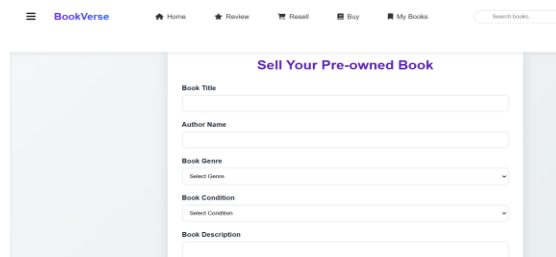 BookVerse Home Review Resell Buy My Books Search books...
Sell Your Pre-owned Book
Book Title
Author Name
Book Genre
Select Genre
Book Condition
Select Condition
Book Description